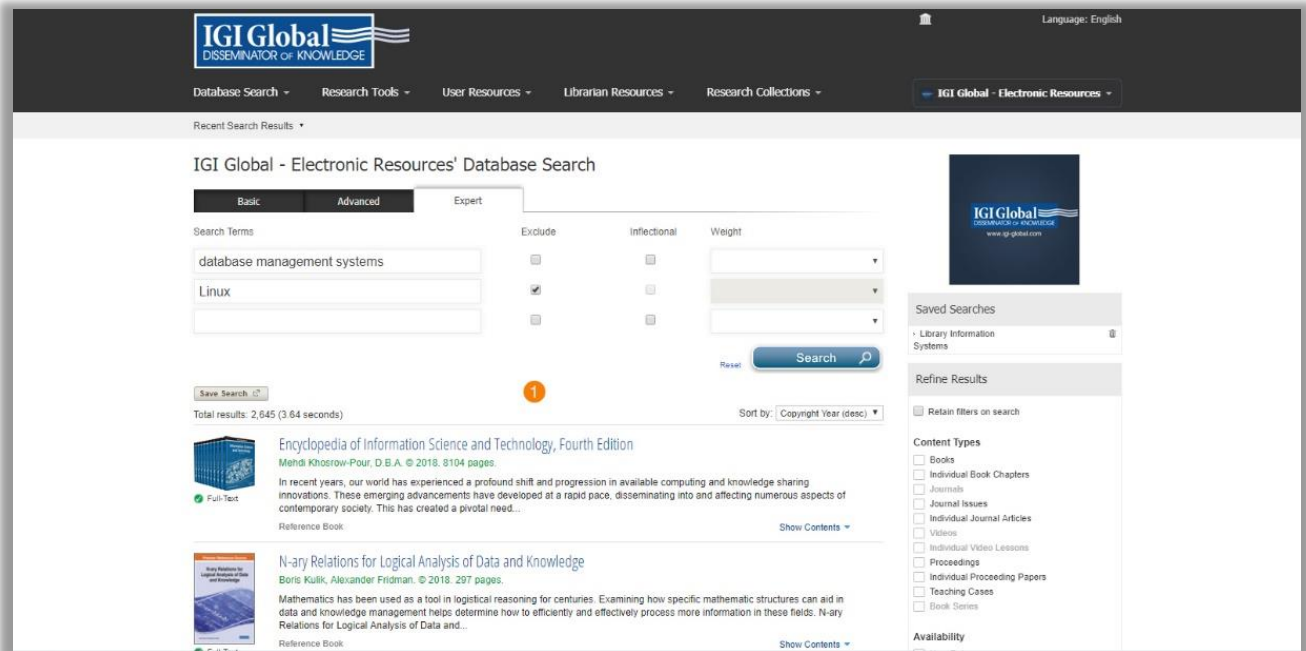 IGI Global
DISSEMINATOR OF KNOWLEDGE
Language: English
Database Search
Research Tools
User Resources
Librarian Resources
Research Collections
IGI Global - Electronic Resources
Recent Search Results
IGI Global - Electronic Resources' Database Search
Basic
Advanced
Expert
Search Terms
Exclude
Inflectional
Weight
database management systems
Linux
Reset
Search
Save Search
1
Total results: 2,645 (3.64 seconds)
Sort by: Copyright Year (desc)
Encyclopedia of Information Science and Technology, Fourth Edition
Mehdi Khosrow-Pour, D.B.A. © 2018. 8104 pages.
In recent years, our world has experienced a profound shift and progression in available computing and knowledge sharing
innovations. These emerging advancements have developed at a rapid pace, disseminating into and affecting numerous aspects of
contemporary society. This has created a pivotal need...
Full-Text
Reference Book
Show Contents
N-ary Relations for Logical Analysis of Data and Knowledge
Boris Kulik, Alexander Fridman. © 2018. 297 pages.
Mathematics has been used as a tool in logistical reasoning for centuries. Examining how specific mathematic structures can aid in
data and knowledge management helps determine how to efficiently and effectively process more information in these fields. N-ary
Relations for Logical Analysis of Data and...
Reference Book
Show Contents
IGI Global
DISSEMINATOR OF KNOWLEDGE
www.igi-global.com
Saved Searches
Library Information
Systems
Refine Results
Retain filters on search
Content Types
Books
Individual Book Chapters
Journals
Journal Issues
Individual Journal Articles
Videos
Individual Video Lessons
Proceedings
Individual Proceeding Papers
Teaching Cases
Book Series
Availability